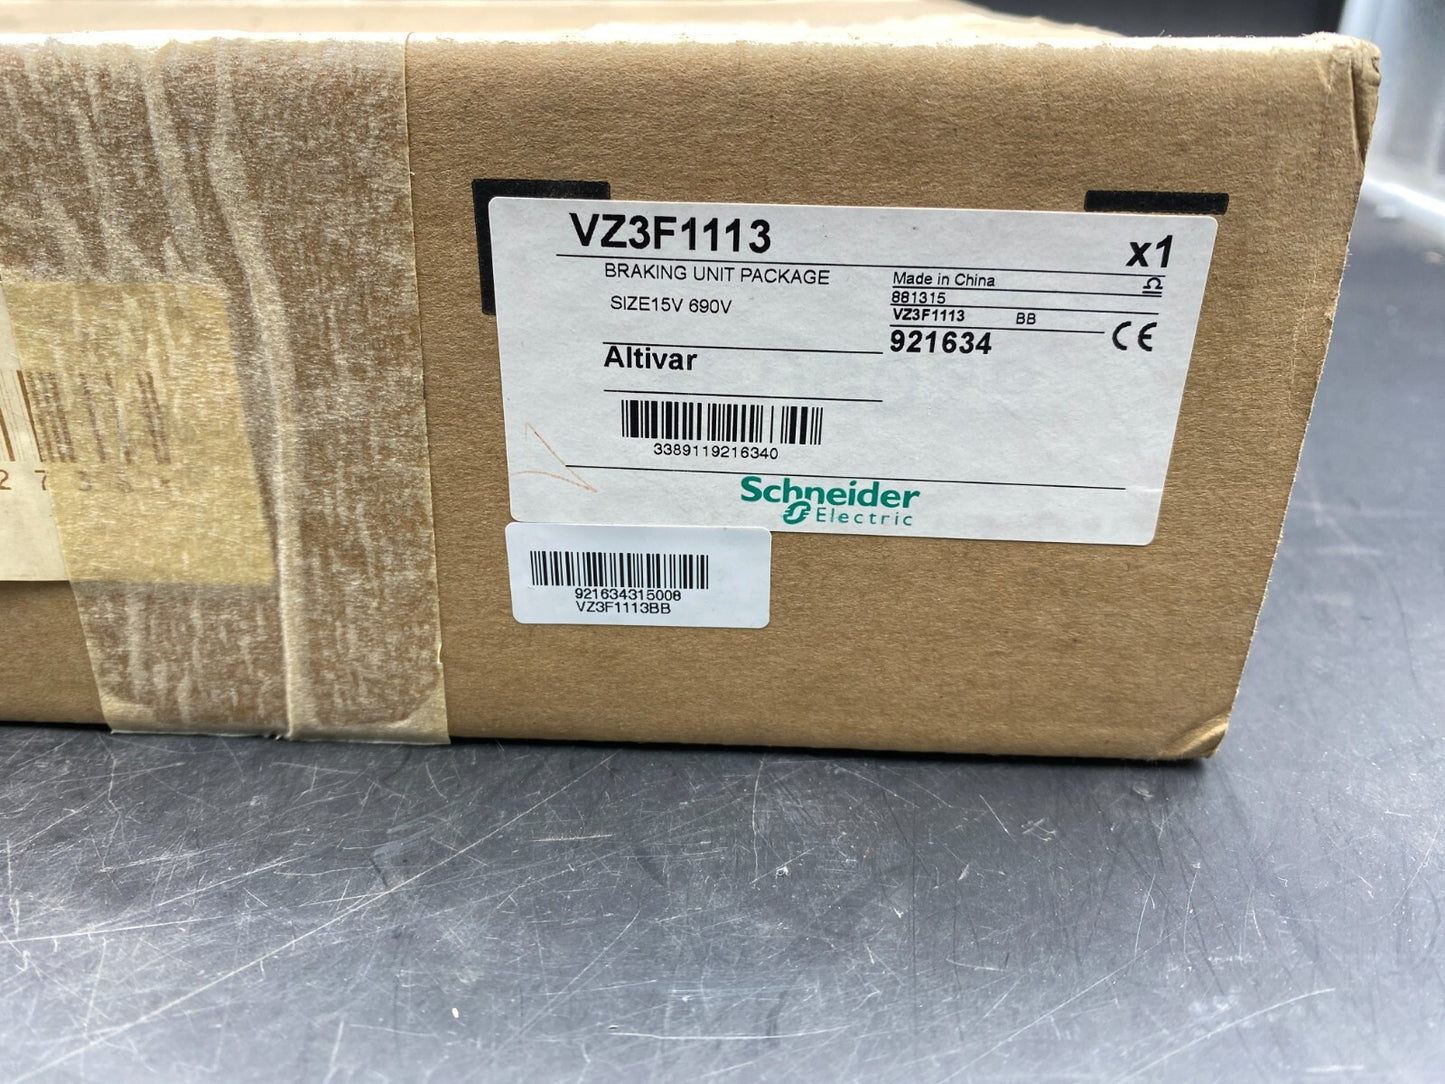 VZ3F1113
x1
BRAKING UNIT PACKAGE
SIZE15V 690V
Made in China
881315
VZ3F1113 BB
921634
CE
Altivar
3389119216340
Schneider
Electric
921634315008
VZ3F1113BB